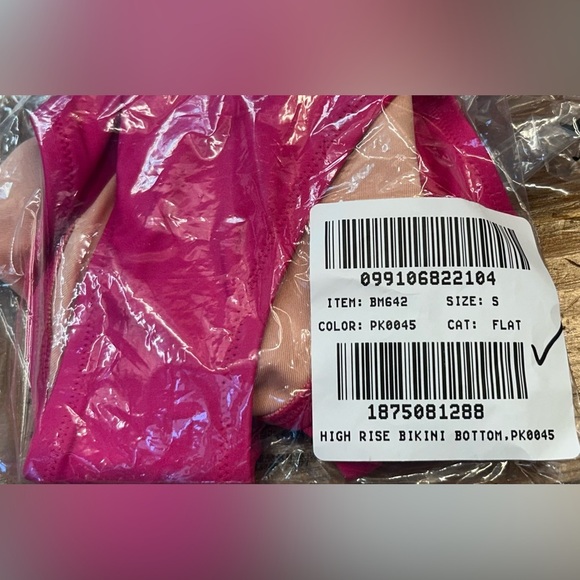 099106822104
ITEM: BM642 SIZE: S
COLOR: PK0045 CAT: FLAT
1875081288
HIGH RISE BIKINI BOTTOM,PK0045